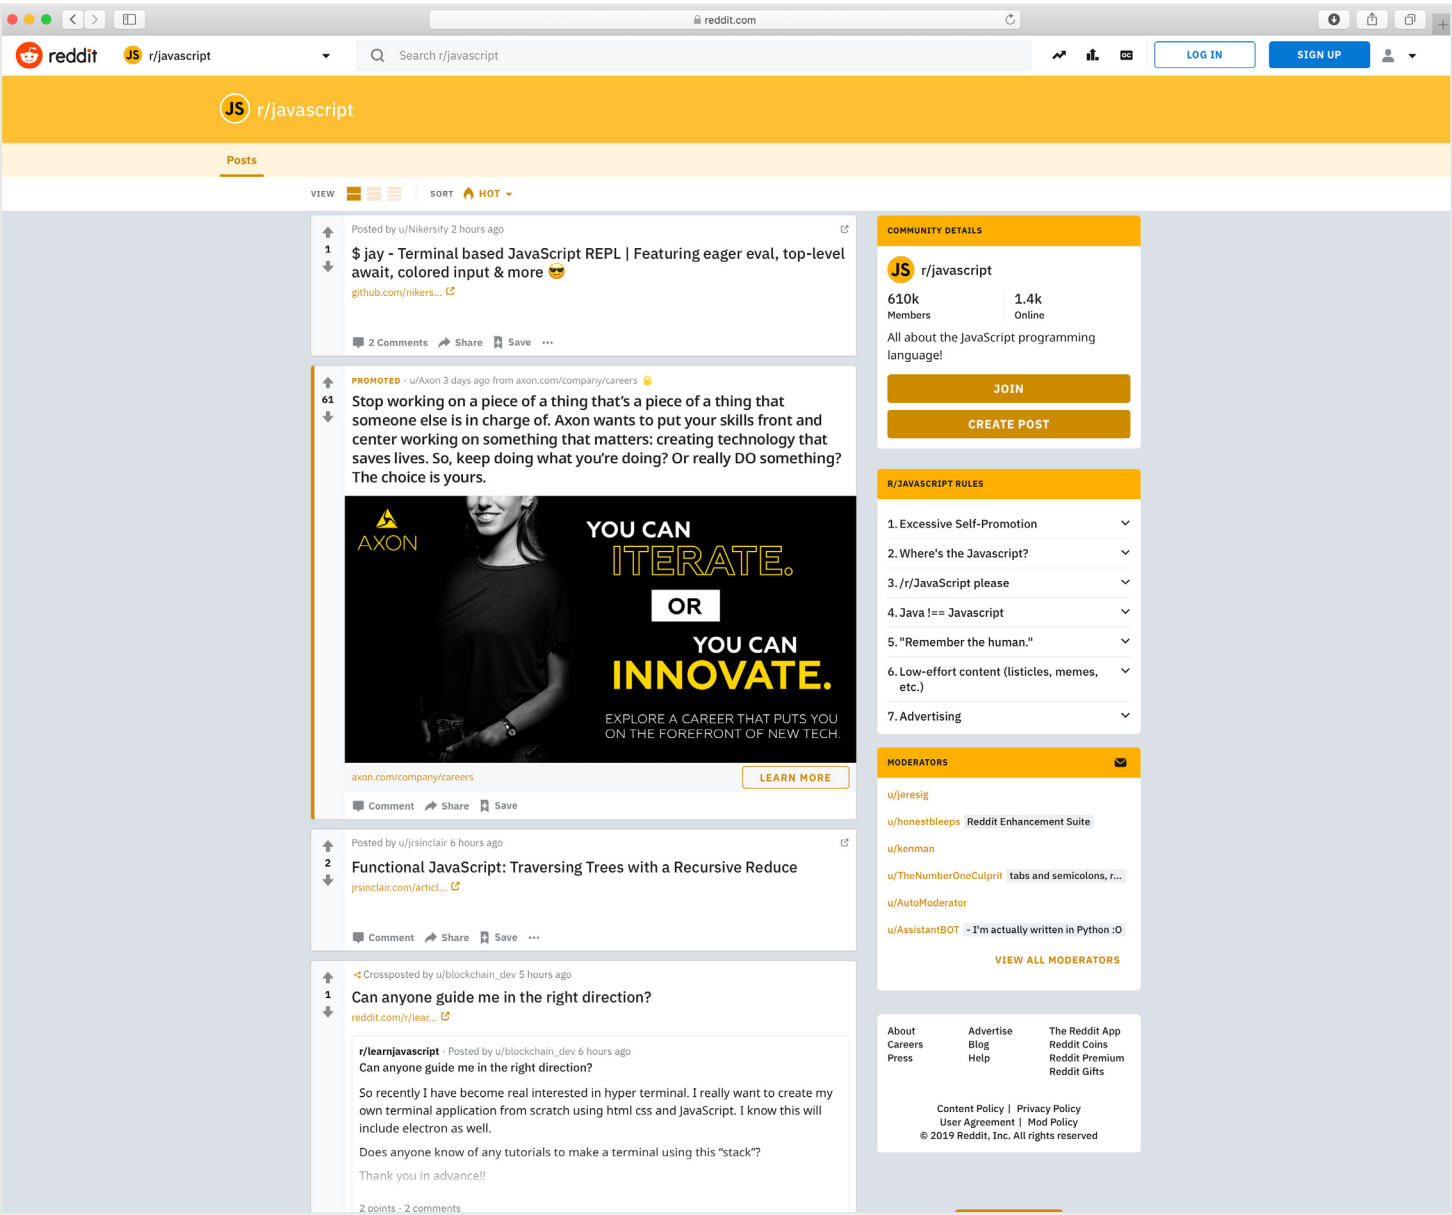 reddit.com
reddit
JS r/javascript
Search r/javascript
OC
LOG IN
SIGN UP
JS r/javascript
Posts
VIEW
SORT HOT
Posted by u/Nikersify 2 hours ago
1
$ jay - Terminal based JavaScript REPL | Featuring eager eval, top-level
await, colored input & more 😎
github.com/nikers...
2 Comments Share Save ...
PROMOTED · u/Axon 3 days ago from axon.com/company/careers
61
Stop working on a piece of a thing that's a piece of a thing that
someone else is in charge of. Axon wants to put your skills front and
center working on something that matters: creating technology that
saves lives. So, keep doing what you're doing? Or really DO something?
The choice is yours.
AXON
YOU CAN
ITERATE.
OR
YOU CAN
INNOVATE.
EXPLORE A CAREER THAT PUTS YOU
ON THE FOREFRONT OF NEW TECH.
axon.com/company/careers
LEARN MORE
Comment Share Save
Posted by u/jrsinclair 6 hours ago
2
Functional JavaScript: Traversing Trees with a Recursive Reduce
jrsinclair.com/articl...
Comment Share Save ...
Crossposted by u/blockchain_dev 5 hours ago
1
Can anyone guide me in the right direction?
reddit.com/r/lear...
r/learnjavascript · Posted by u/blockchain_dev 6 hours ago
Can anyone guide me in the right direction?
So recently I have become real interested in hyper terminal. I really want to create my
own terminal application from scratch using html css and JavaScript. I know this will
include electron as well.
Does anyone know of any tutorials to make a terminal using this “stack”?
Thank you in advance!!
2 points · 2 comments
COMMUNITY DETAILS
JS r/javascript
610k
Members
1.4k
Online
All about the JavaScript programming
language!
JOIN
CREATE POST
R/JAVASCRIPT RULES
1. Excessive Self-Promotion
2. Where's the Javascript?
3. /r/JavaScript please
4. Java !== Javascript
5. "Remember the human."
6. Low-effort content (listicles, memes,
etc.)
7. Advertising
MODERATORS
u/jeresig
u/honestbleeps Reddit Enhancement Suite
u/kenman
u/TheNumberOneCulprit tabs and semicolons, r...
u/AutoModerator
u/AssistantBOT - I'm actually written in Python :O
VIEW ALL MODERATORS
About Advertise The Reddit App
Careers Blog Reddit Coins
Press Help Reddit Premium
Reddit Gifts
Content Policy | Privacy Policy
User Agreement | Mod Policy
© 2019 Reddit, Inc. All rights reserved